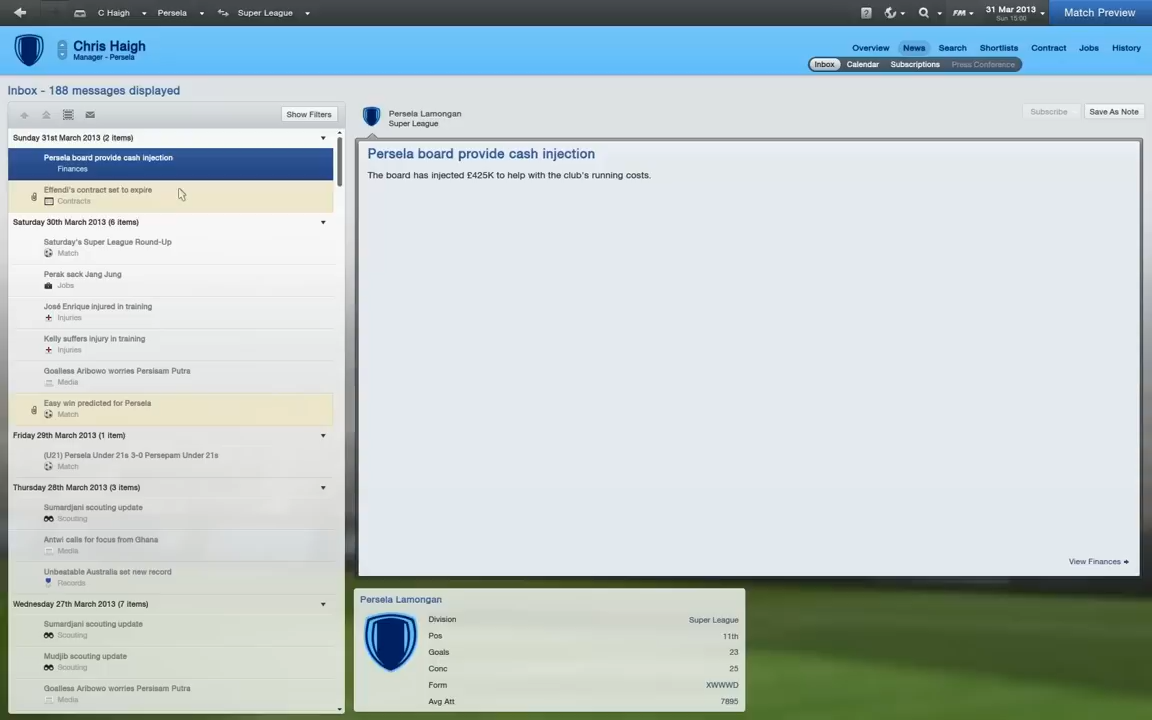 C Haigh
Persela
Super League
FM
31 Mar 2013
Sun 15:00
Match Preview
Chris Haigh
Manager - Persela
Overview
News
Search
Shortlists
Contract
Jobs
History
Inbox
Calendar
Subscriptions
Press Conference
Inbox - 188 messages displayed
Show Filters
Sunday 31st March 2013 (2 items)
Persela board provide cash injection
Finances
Effendi's contract set to expire
Contracts
Saturday 30th March 2013 (6 items)
Saturday's Super League Round-Up
Match
Perak sack Jang Jung
Jobs
José Enrique injured in training
Injuries
Kelly suffers injury in training
Injuries
Goalless Aribowo worries Persisam Putra
Media
Easy win predicted for Persela
Match
Friday 29th March 2013 (1 item)
(U21) Persela Under 21s 3-0 Persepam Under 21s
Match
Thursday 28th March 2013 (3 items)
Sumardjani scouting update
Scouting
Antwi calls for focus from Ghana
Media
Unbeatable Australia set new record
Records
Wednesday 27th March 2013 (7 items)
Sumardjani scouting update
Scouting
Mudjib scouting update
Scouting
Goalless Aribowo worries Persisam Putra
Media
Persela Lamongan
Super League
Subscribe
Save As Note
Persela board provide cash injection
The board has injected £425K to help with the club's running costs.
View Finances
Persela Lamongan
Division Super League
Pos 11th
Goals 23
Conc 25
Form XWWWD
Avg Att 7895